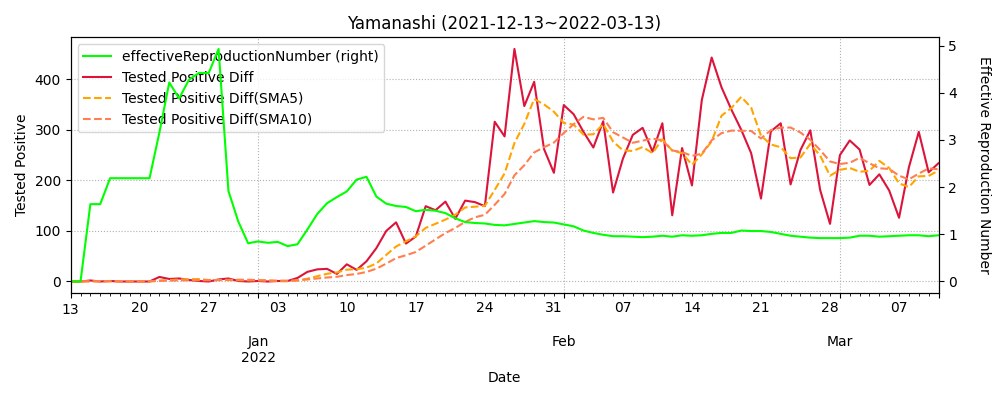 Yamanashi (2021-12-13~2022-03-13)
effectiveReproductionNumber (right)
Tested Positive Diff
Tested Positive Diff(SMA5)
Tested Positive Diff(SMA10)
Tested Positive
400
300
200
100
0
Effective Reproduction Number
5
4
3
2
1
0
13 20 27 03 10 17 24 31 07 14 21 28 07
Jan Feb Mar
2022
Date